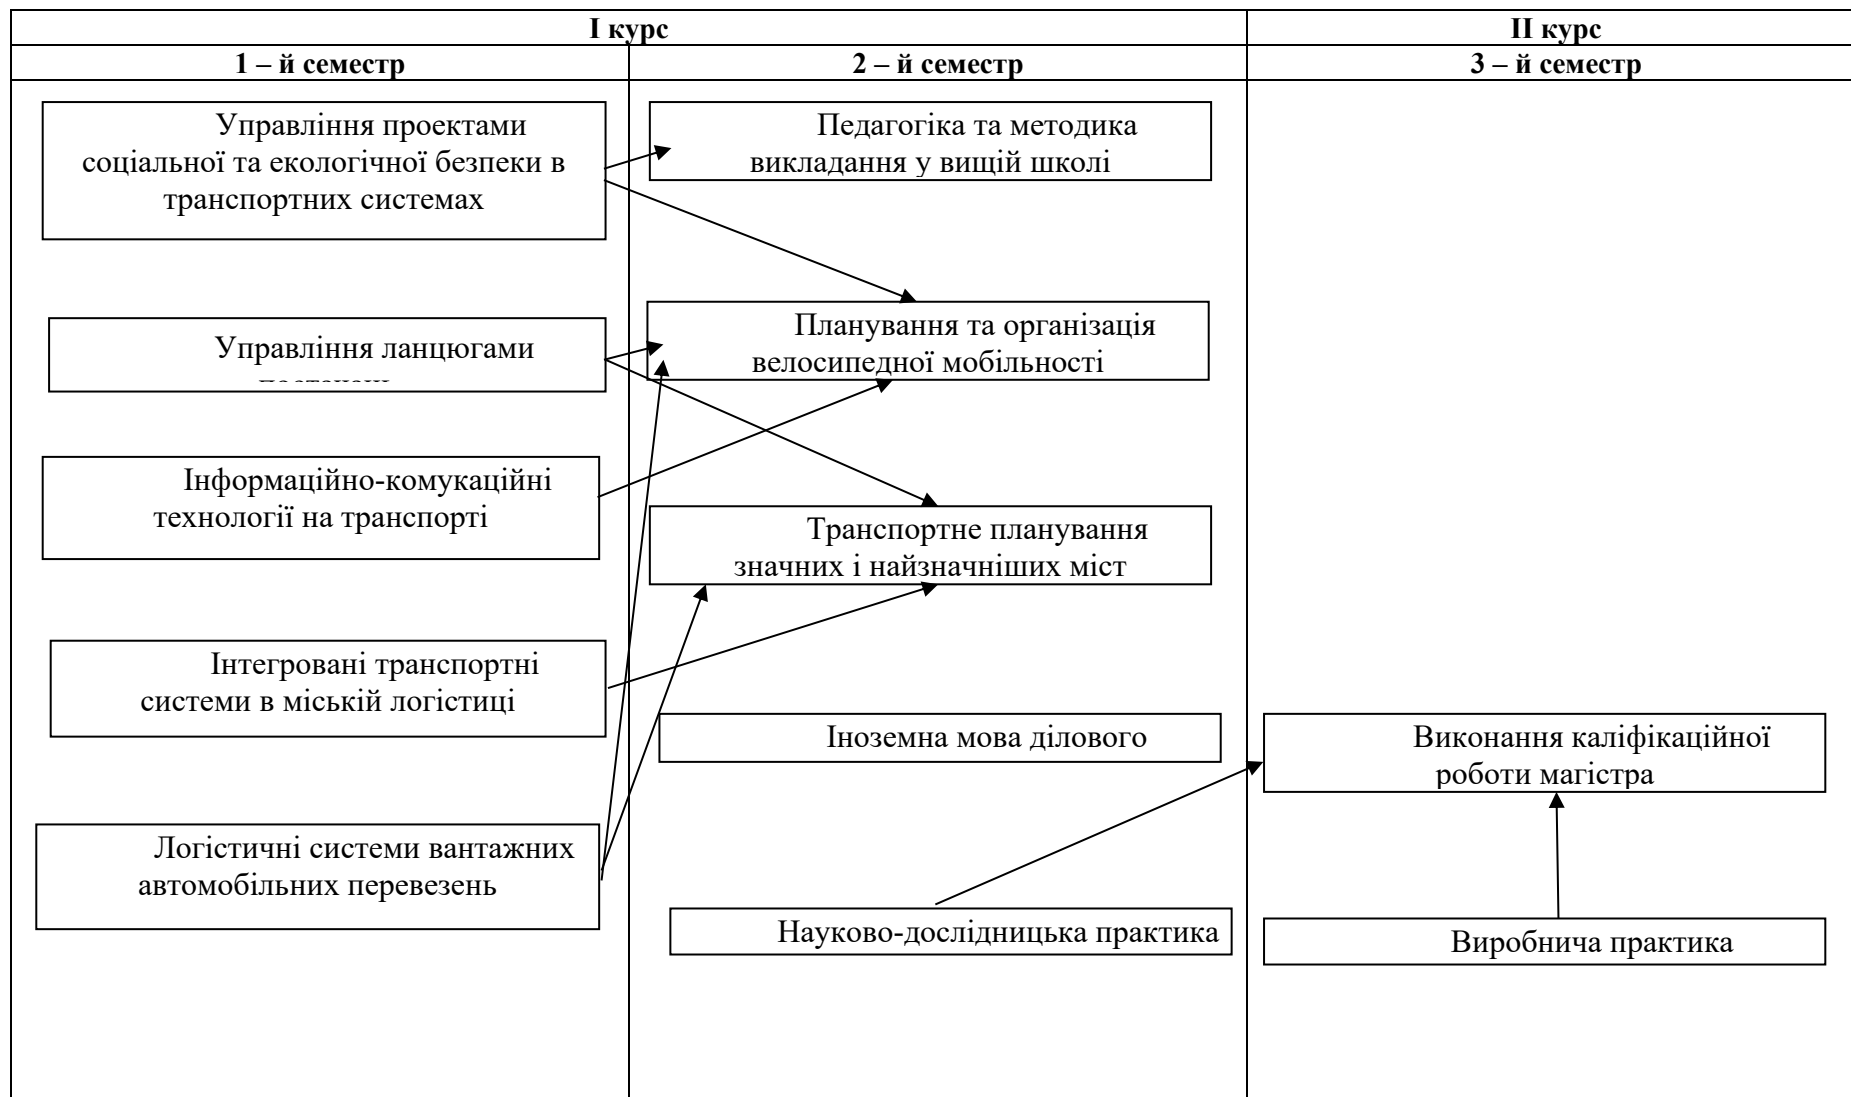 І курс
ІІ курс
1 – й семестр
2 – й семестр
3 – й семестр
Управління проектами
соціальної та екологічної безпеки в
транспортних системах
Управління ланцюгами
Інформаційно-комукаційні
технології на транспорті
Інтегровані транспортні
системи в міській логістиці
Логістичні системи вантажних
автомобільних перевезень
Педагогіка та методика
викладання у вищій школі
Планування та організація
велосипедної мобільності
Транспортне планування
значних і найзначніших міст
Іноземна мова ділового
Науково-дослідницька практика
Виконання каліфікаційної
роботи магістра
Виробнича практика